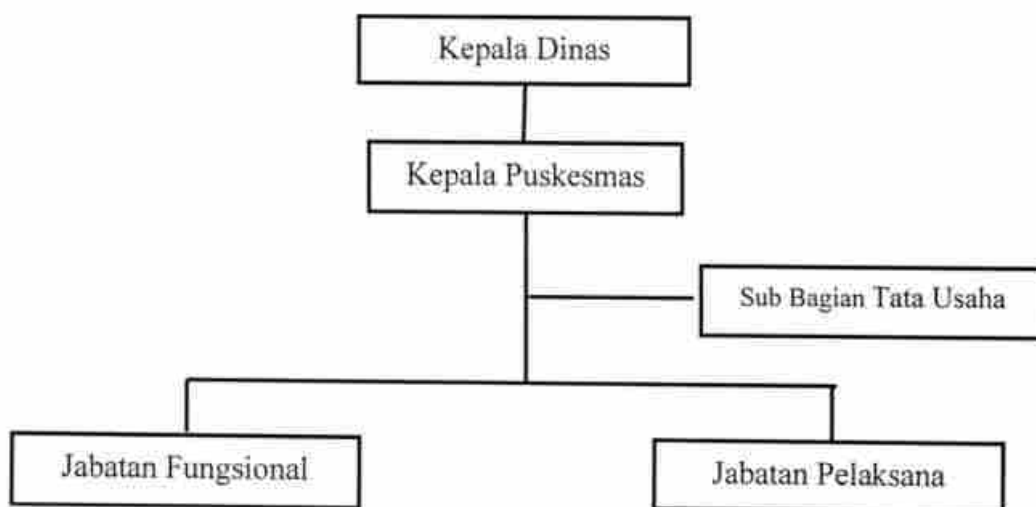 Kepala Dinas
Kepala Puskesmas
Sub Bagian Tata Usaha
Jabatan Fungsional
Jabatan Pelaksana